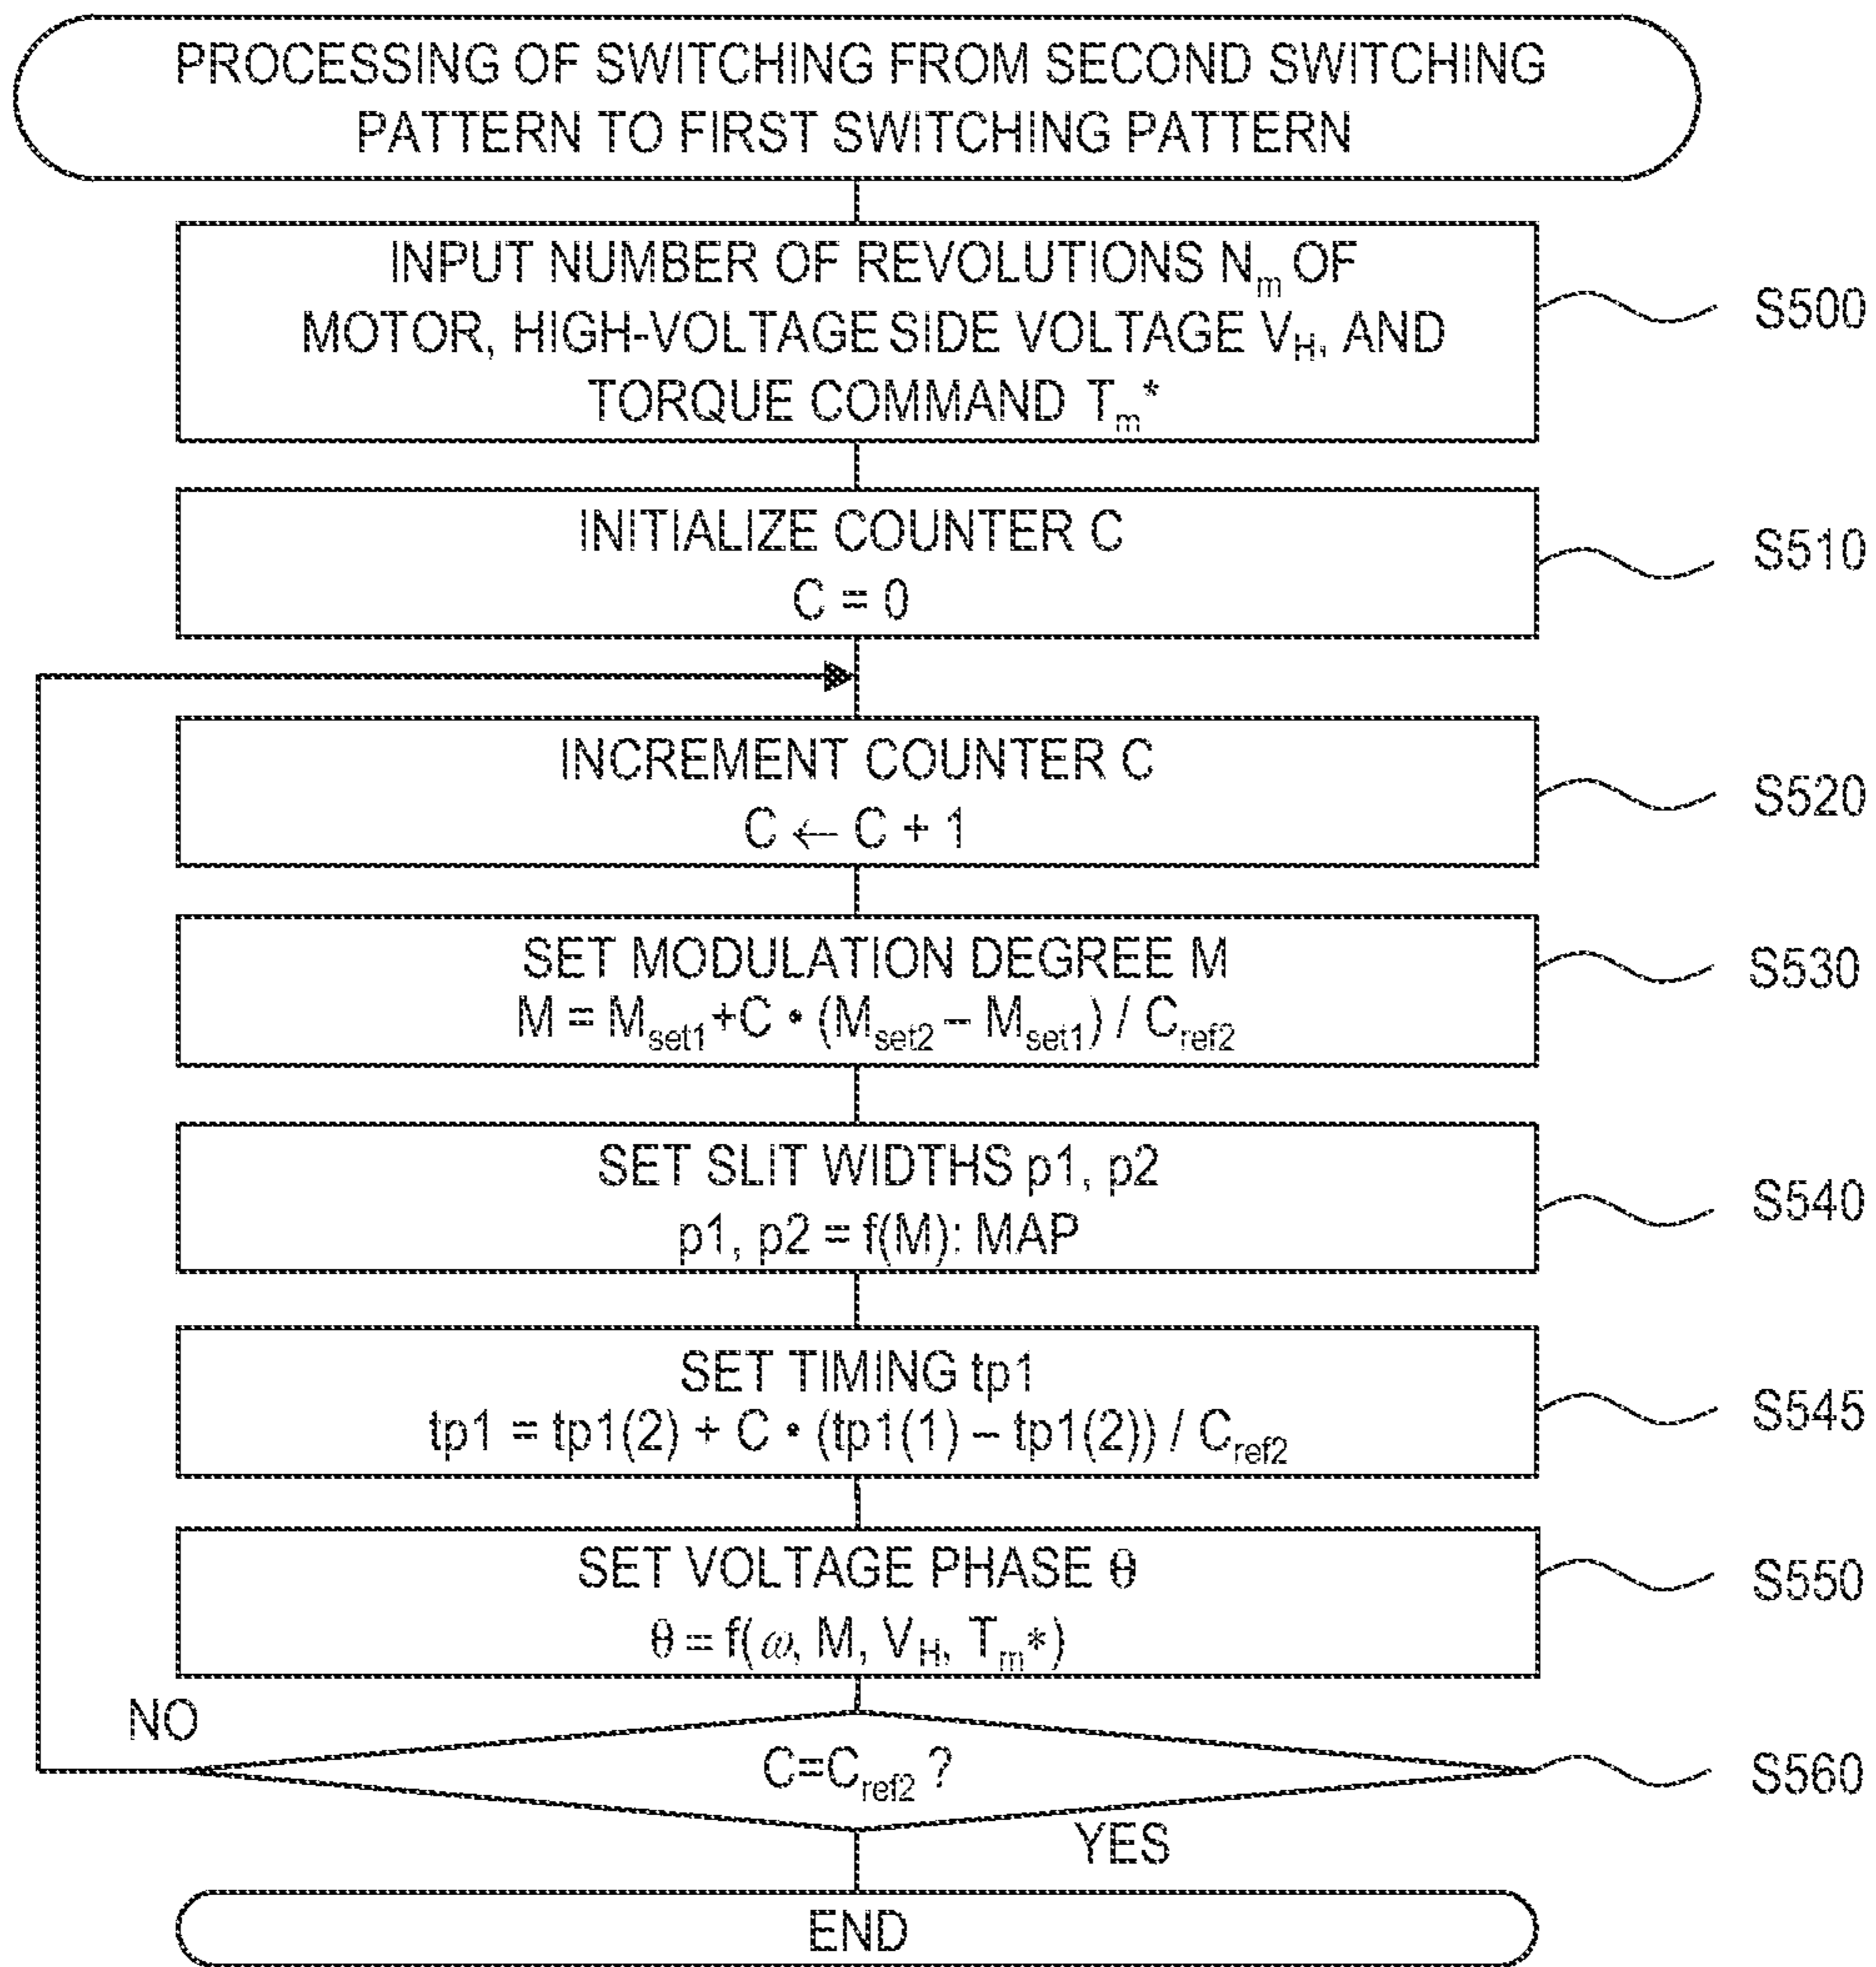 PROCESSING OF SWITCHING FROM SECOND SWITCHING
PATTERN TO FIRST SWITCHING PATTERN
INPUT NUMBER OF REVOLUTIONS Nm OF
MOTOR, HIGH-VOLTAGE SIDE VOLTAGE VH, AND
TORQUE COMMAND Tm*
S500
INITIALIZE COUNTER C
C = 0
S510
INCREMENT COUNTER C
C ← C + 1
S520
SET MODULATION DEGREE M
M = Mset1+C • (Mset2 – Mset1) / Cref2
S530
SET SLIT WIDTHS p1, p2
p1, p2 = f(M): MAP
S540
SET TIMING tp1
tp1 = tp1(2) + C • (tp1(1) – tp1(2)) / Cref2
S545
SET VOLTAGE PHASE θ
θ = f(ω, M, VH, Tm*)
S550
NO
C=Cref2 ?
S560
YES
END